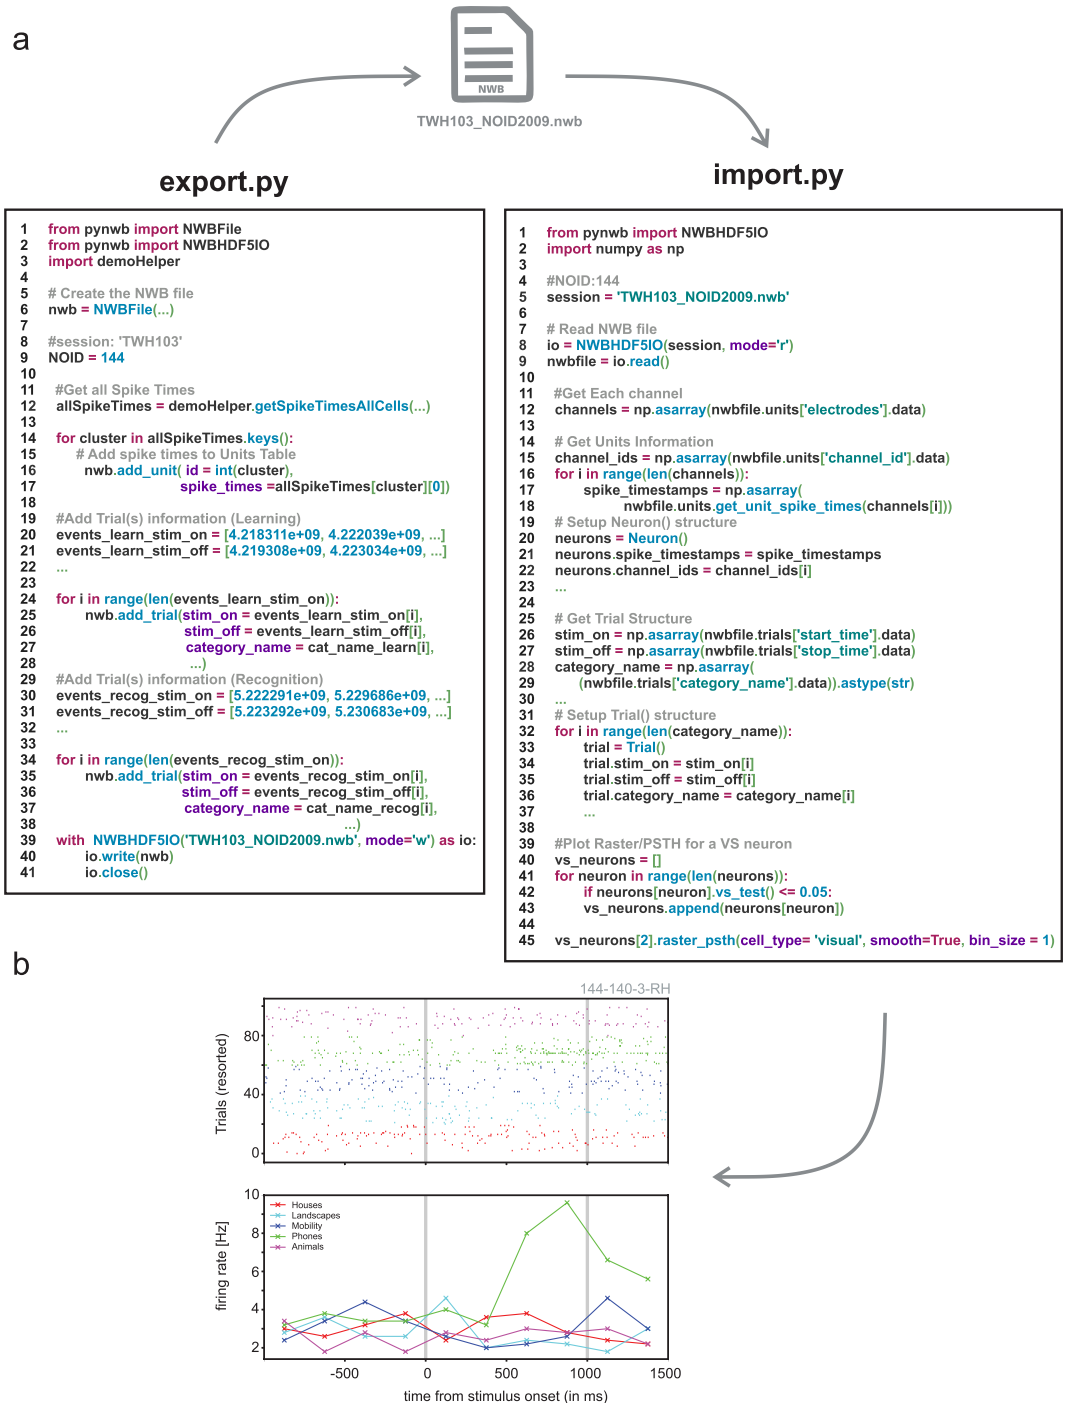 a
NWB
TWH103_NOID2009.nwb
export.py
1 from pynwb import NWBFile
2 from pynwb import NWBHDF5IO
3 import demoHelper
4
5 # Create the NWB file
6 nwb = NWBFile(...)
7
8 #session: 'TWH103'
9 NOID = 144
10
11 #Get all Spike Times
12 allSpikeTimes = demoHelper.getSpikeTimesAllCells(...)
13
14 for cluster in allSpikeTimes.keys():
15 # Add spike times to Units Table
16 nwb.add_unit( id = int(cluster),
17 spike_times =allSpikeTimes[cluster][0])
18
19 #Add Trial(s) information (Learning)
20 events_learn_stim_on = [4.218311e+09, 4.222039e+09, ...]
21 events_learn_stim_off = [4.219308e+09, 4.223034e+09, ...]
22 ...
23
24 for i in range(len(events_learn_stim_on)):
25 nwb.add_trial(stim_on = events_learn_stim_on[i],
26 stim_off = events_learn_stim_off[i],
27 category_name = cat_name_learn[i],
28 ...)
29 #Add Trial(s) information (Recognition)
30 events_recog_stim_on = [5.222291e+09, 5.229686e+09, ...]
31 events_recog_stim_off = [5.223292e+09, 5.230683e+09, ...]
32 ...
33
34 for i in range(len(events_recog_stim_on)):
35 nwb.add_trial(stim_on = events_recog_stim_on[i],
36 stim_off = events_recog_stim_off[i],
37 category_name = cat_name_recog[i],
38 ...)
39 with NWBHDF5IO('TWH103_NOID2009.nwb', mode='w') as io:
40 io.write(nwb)
41 io.close()
import.py
1 from pynwb import NWBHDF5IO
2 import numpy as np
3
4 #NOID:144
5 session = 'TWH103_NOID2009.nwb'
6
7 # Read NWB file
8 io = NWBHDF5IO(session, mode='r')
9 nwbfile = io.read()
10
11 #Get Each channel
12 channels = np.asarray(nwbfile.units['electrodes'].data)
13
14 # Get Units Information
15 channel_ids = np.asarray(nwbfile.units['channel_id'].data)
16 for i in range(len(channels)):
17 spike_timestamps = np.asarray(
18 nwbfile.units.get_unit_spike_times(channels[i]))
19 # Setup Neuron() structure
20 neurons = Neuron()
21 neurons.spike_timestamps = spike_timestamps
22 neurons.channel_ids = channel_ids[i]
23 ...
24
25 # Get Trial Structure
26 stim_on = np.asarray(nwbfile.trials['start_time'].data)
27 stim_off = np.asarray(nwbfile.trials['stop_time'].data)
28 category_name = np.asarray(
29 (nwbfile.trials['category_name'].data)).astype(str)
30 ...
31 # Setup Trial() structure
32 for i in range(len(category_name)):
33 trial = Trial()
34 trial.stim_on = stim_on[i]
35 trial.stim_off = stim_off[i]
36 trial.category_name = category_name[i]
37 ...
38
39 #Plot Raster/PSTH for a VS neuron
40 vs_neurons = []
41 for neuron in range(len(neurons)):
42 if neurons[neuron].vs_test() <= 0.05:
43 vs_neurons.append(neurons[neuron])
44
45 vs_neurons[2].raster_psth(cell_type= 'visual', smooth=True, bin_size = 1)
b
144-140-3-RH
Trials (resorted)
80
40
0
firing rate [Hz]
10
8
6
4
2
Houses
Landscapes
Mobility
Phones
Animals
-500 0 500 1000 1500
time from stimulus onset (in ms)